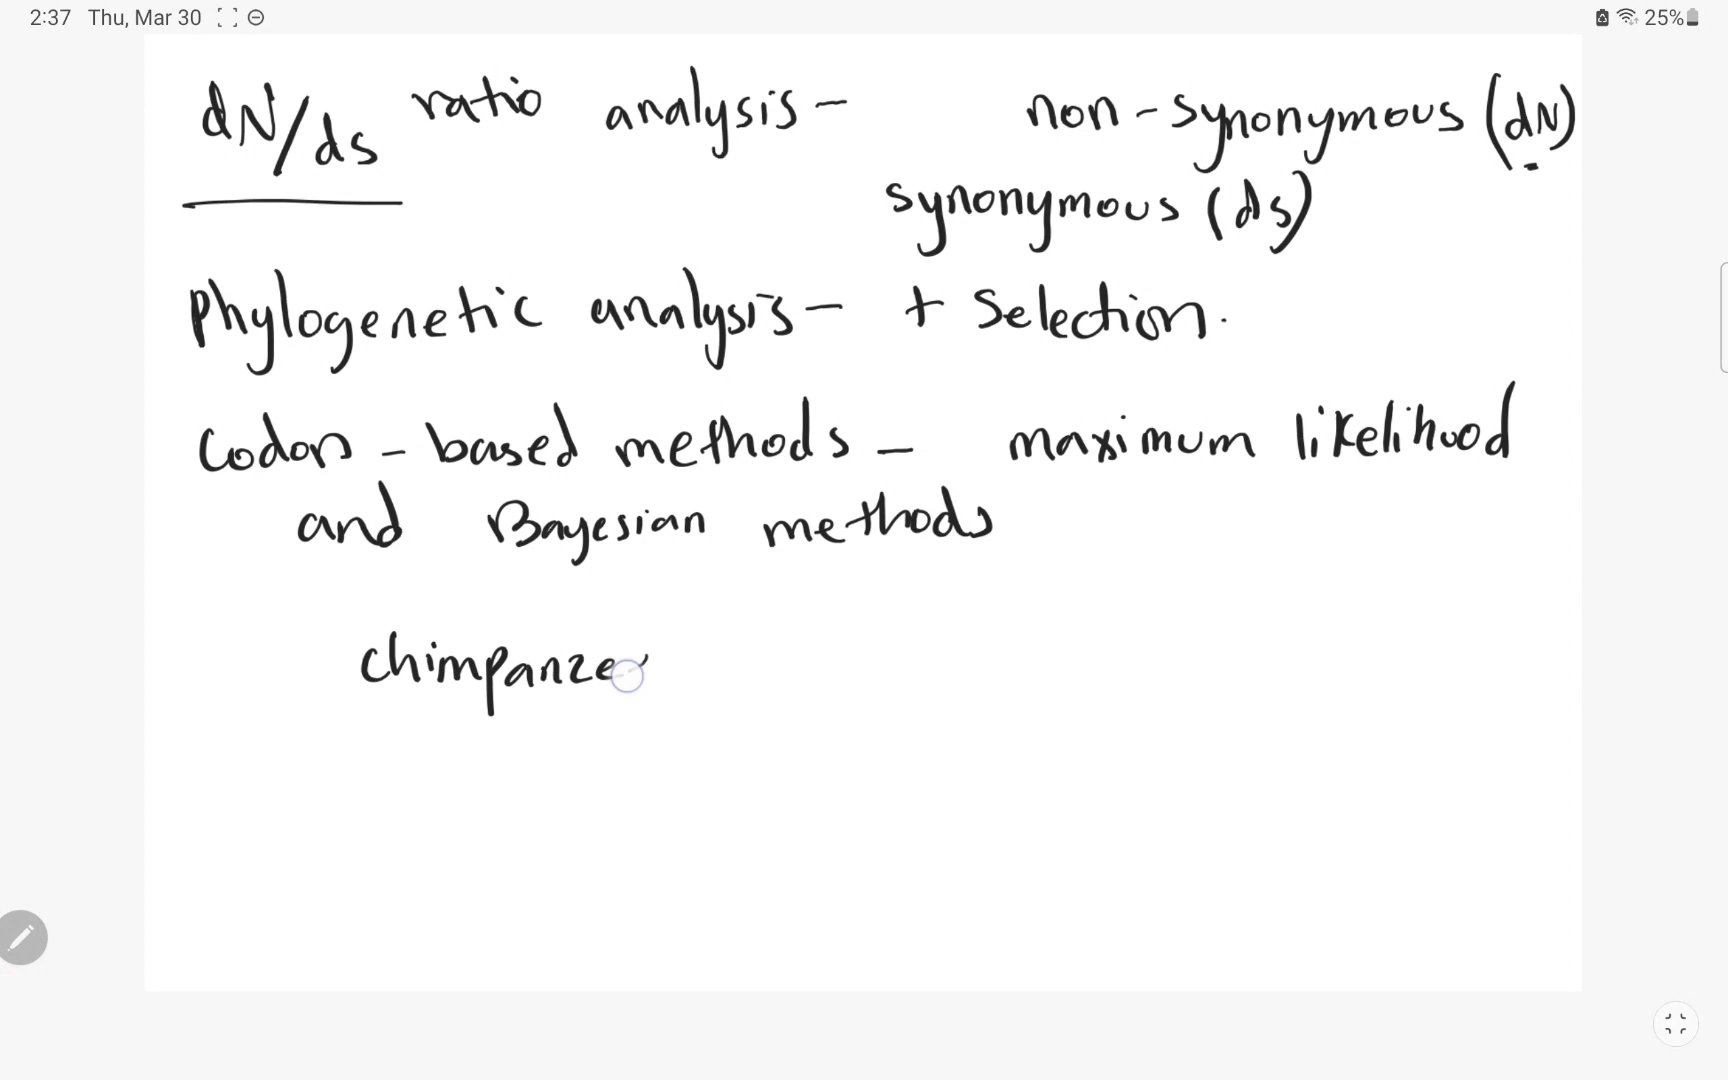 2:37 Thu, Mar 30 25%
dN/ds ratio analysis - non-synonymous (dN)
synonymous (ds)
Phylogenetic analysis - + Selection.
Codon-based methods - maximum likelihood
and Bayesian methods
chimpanze